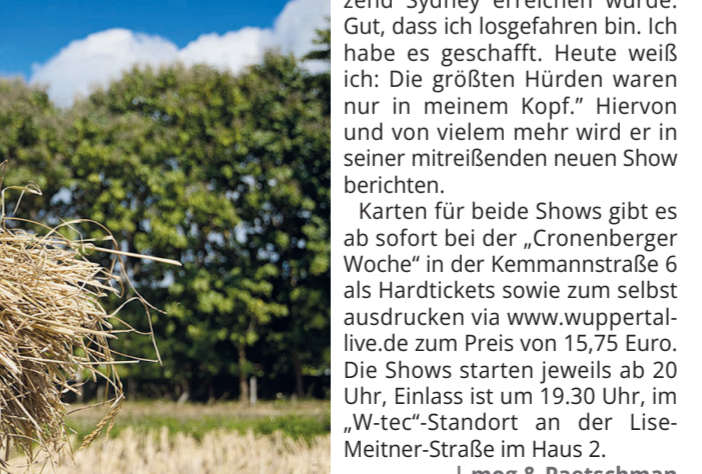 zend Sydney erreichen würde.
Gut, dass ich losgefahren bin. Ich
habe es geschafft. Heute weiß
ich: Die größten Hürden waren
nur in meinem Kopf.” Hiervon
und von vielem mehr wird er in
seiner mitreißenden neuen Show
berichten.
Karten für beide Shows gibt es
ab sofort bei der „Cronenberger
Woche“ in der Kemmannstraße 6
als Hardtickets sowie zum selbst
ausdrucken via www.wuppertal-
live.de zum Preis von 15,75 Euro.
Die Shows starten jeweils ab 20
Uhr, Einlass ist um 19.30 Uhr, im
„W-tec“-Standort an der Lise-
Meitner-Straße im Haus 2.